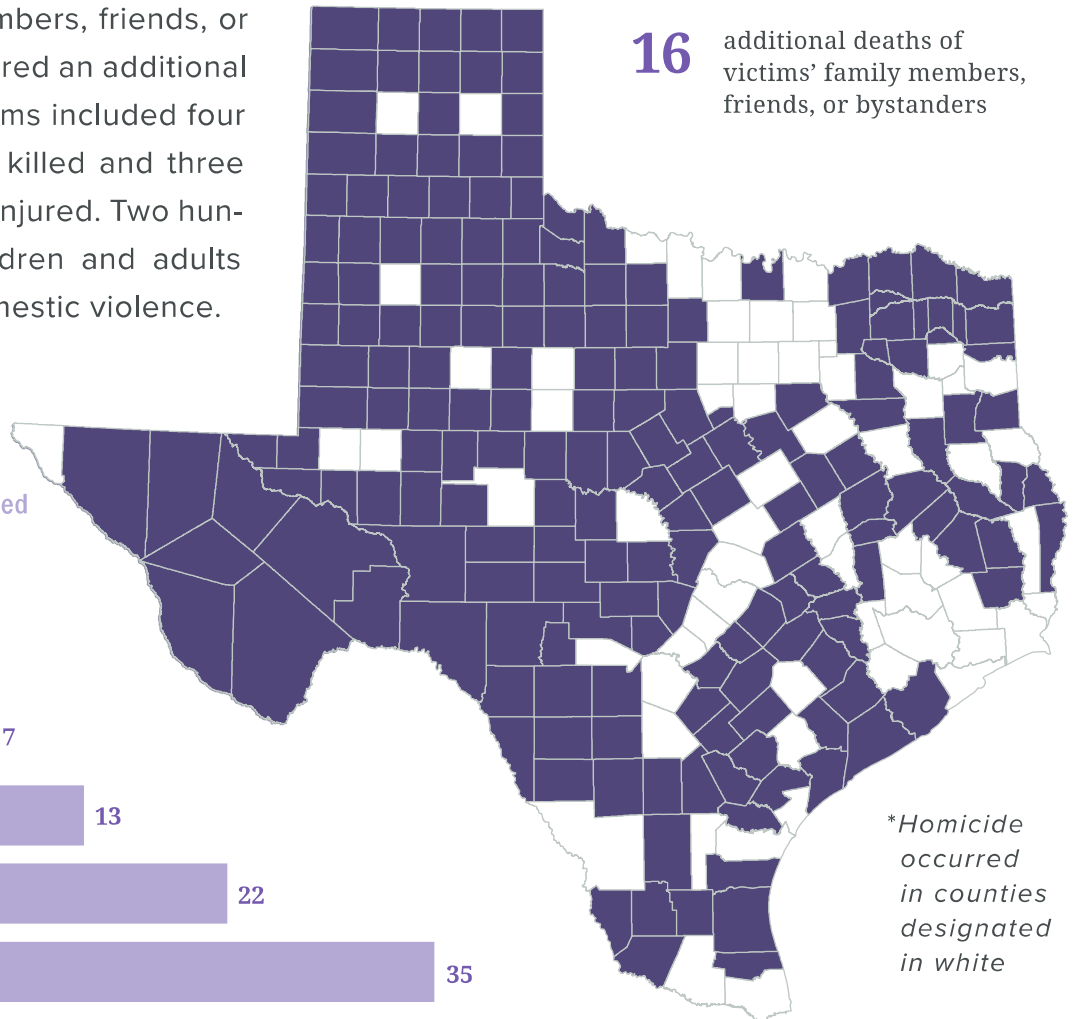 mbers, friends, or
red an additional
ms included four
killed and three
njured. Two hun-
dren and adults
mestic violence.
16
additional deaths of
victims’ family members,
friends, or bystanders
ed
7
13
22
35
*Homicide
occurred
in counties
designated
in white